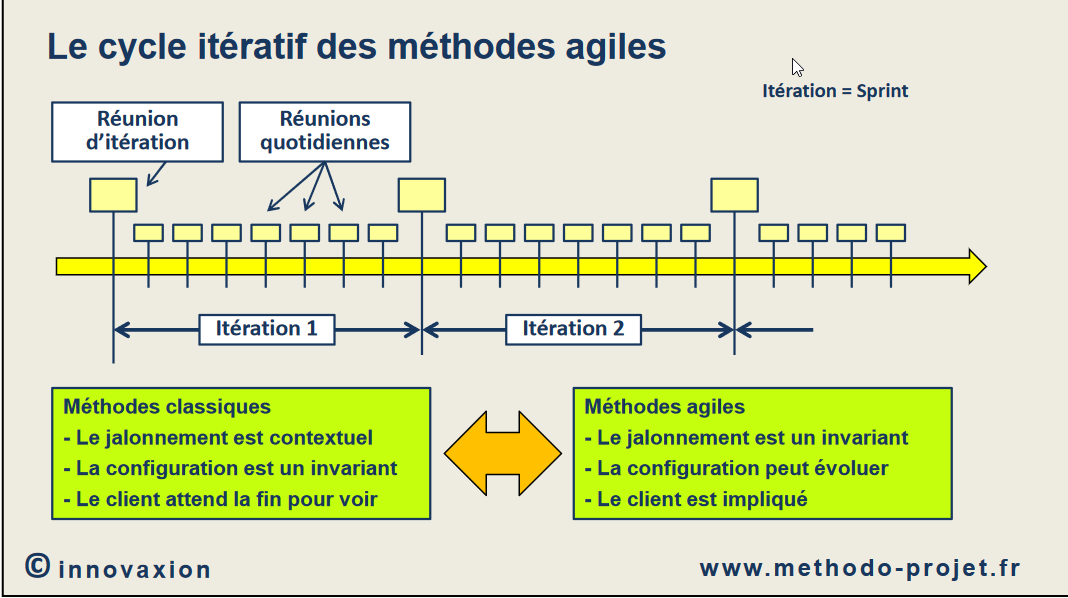 Le cycle itératif des méthodes agiles
Itération = Sprint
Réunion
d’itération
Réunions
quotidiennes
Itération 1
Itération 2
Méthodes classiques
- Le jalonnement est contextuel
- La configuration est un invariant
- Le client attend la fin pour voir
Méthodes agiles
- Le jalonnement est un invariant
- La configuration peut évoluer
- Le client est impliqué
© innovaxion
www.methodo-projet.fr